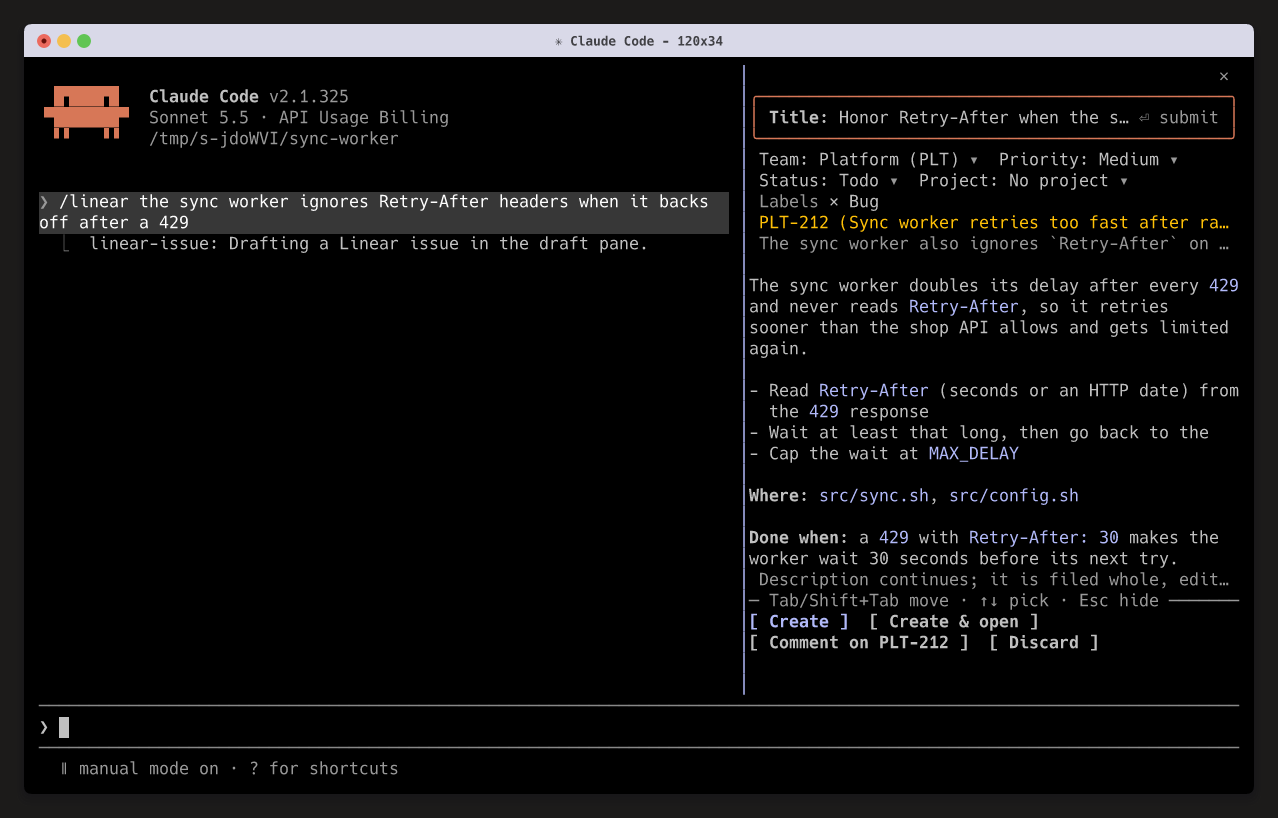 ✳ Claude Code - 120x34
Claude Code v2.1.325
Sonnet 5.5 · API Usage Billing
/tmp/s-jdoWVI/sync-worker
❯ /linear the sync worker ignores Retry-After headers when it backs
off after a 429
⎿ linear-issue: Drafting a Linear issue in the draft pane.
×
Title: Honor Retry-After when the s… ⏎ submit
Team: Platform (PLT) ▾ Priority: Medium ▾
Status: Todo ▾ Project: No project ▾
Labels × Bug
PLT-212 (Sync worker retries too fast after ra…
The sync worker also ignores `Retry-After` on …
The sync worker doubles its delay after every 429
and never reads Retry-After, so it retries
sooner than the shop API allows and gets limited
again.
- Read Retry-After (seconds or an HTTP date) from
the 429 response
- Wait at least that long, then go back to the
- Cap the wait at MAX_DELAY
Where: src/sync.sh, src/config.sh
Done when: a 429 with Retry-After: 30 makes the
worker wait 30 seconds before its next try.
Description continues; it is filed whole, edit…
─ Tab/Shift+Tab move · ↑↓ pick · Esc hide ───────
[ Create ] [ Create & open ]
[ Comment on PLT-212 ] [ Discard ]
❯
⏸ manual mode on · ? for shortcuts